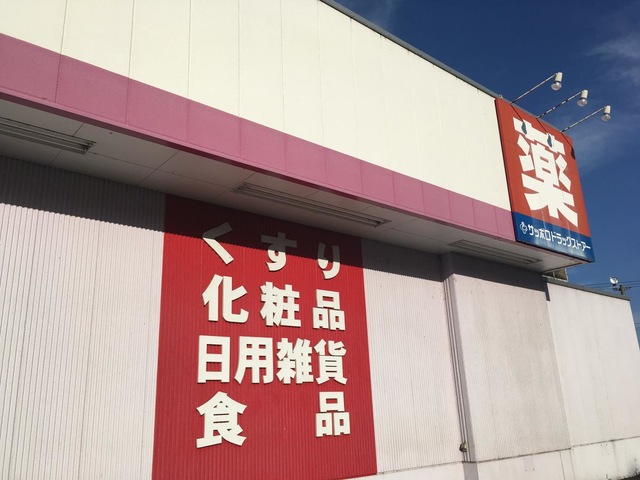 薬
サッポロドラッグストアー
くすり
化粧品
日用雑貨
食品